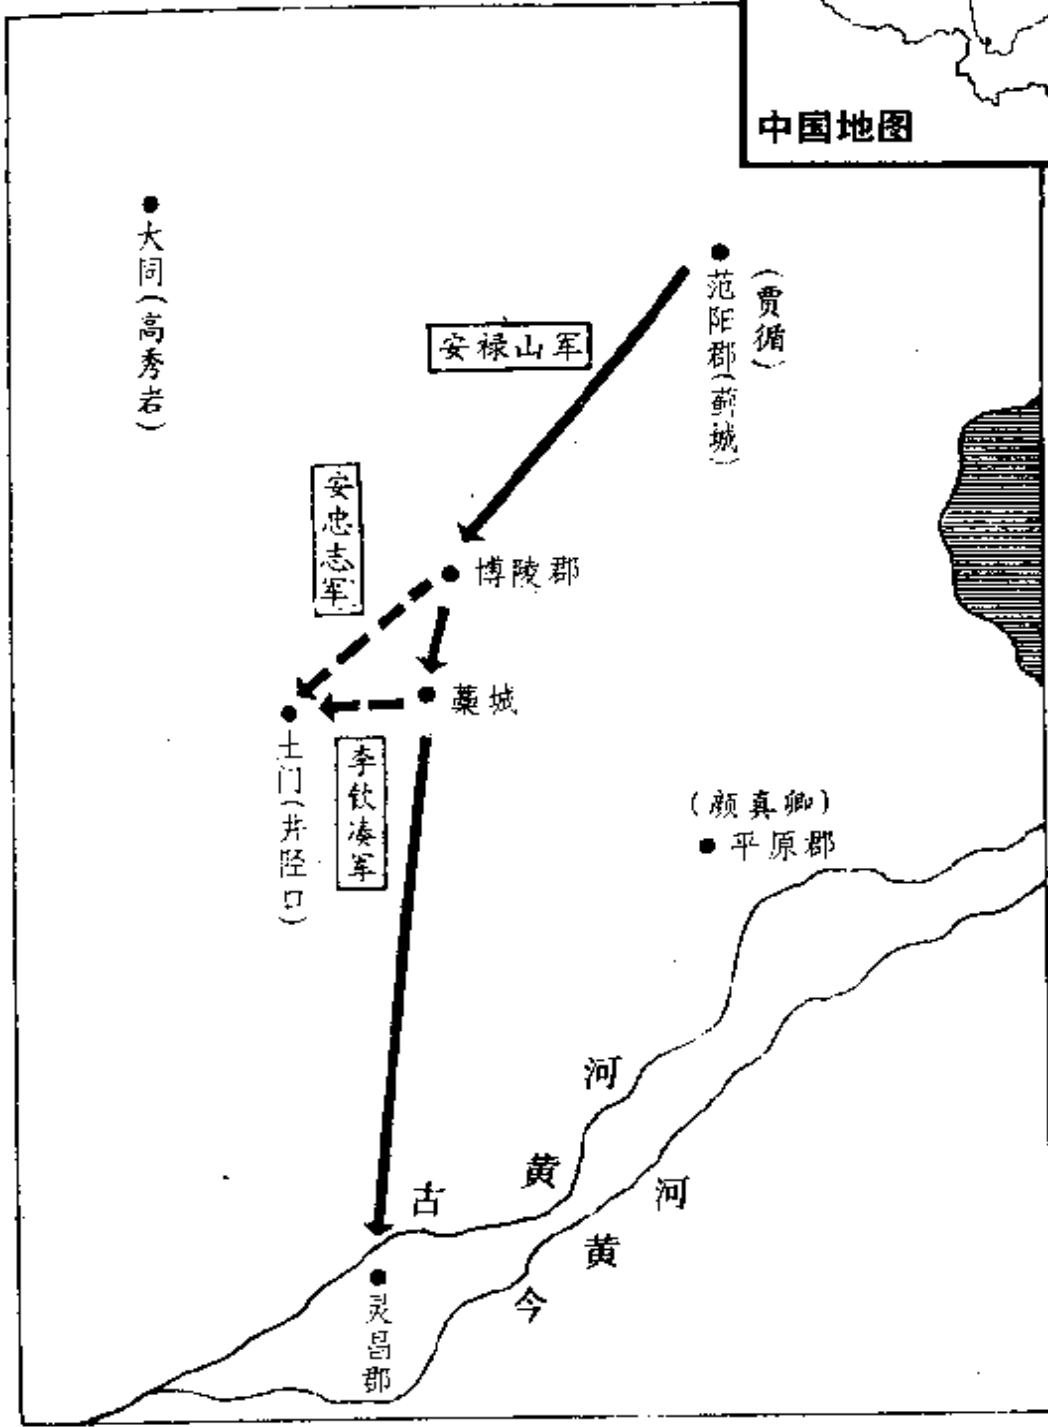 中国地图
大同(高秀岩)
(贾循)
范阳郡(蓟城)
安禄山军
安忠志军
博陵郡
藁城
土门(井陉口)
李钦凑军
(颜真卿)
平原郡
古黄河
今黄河
灵昌郡